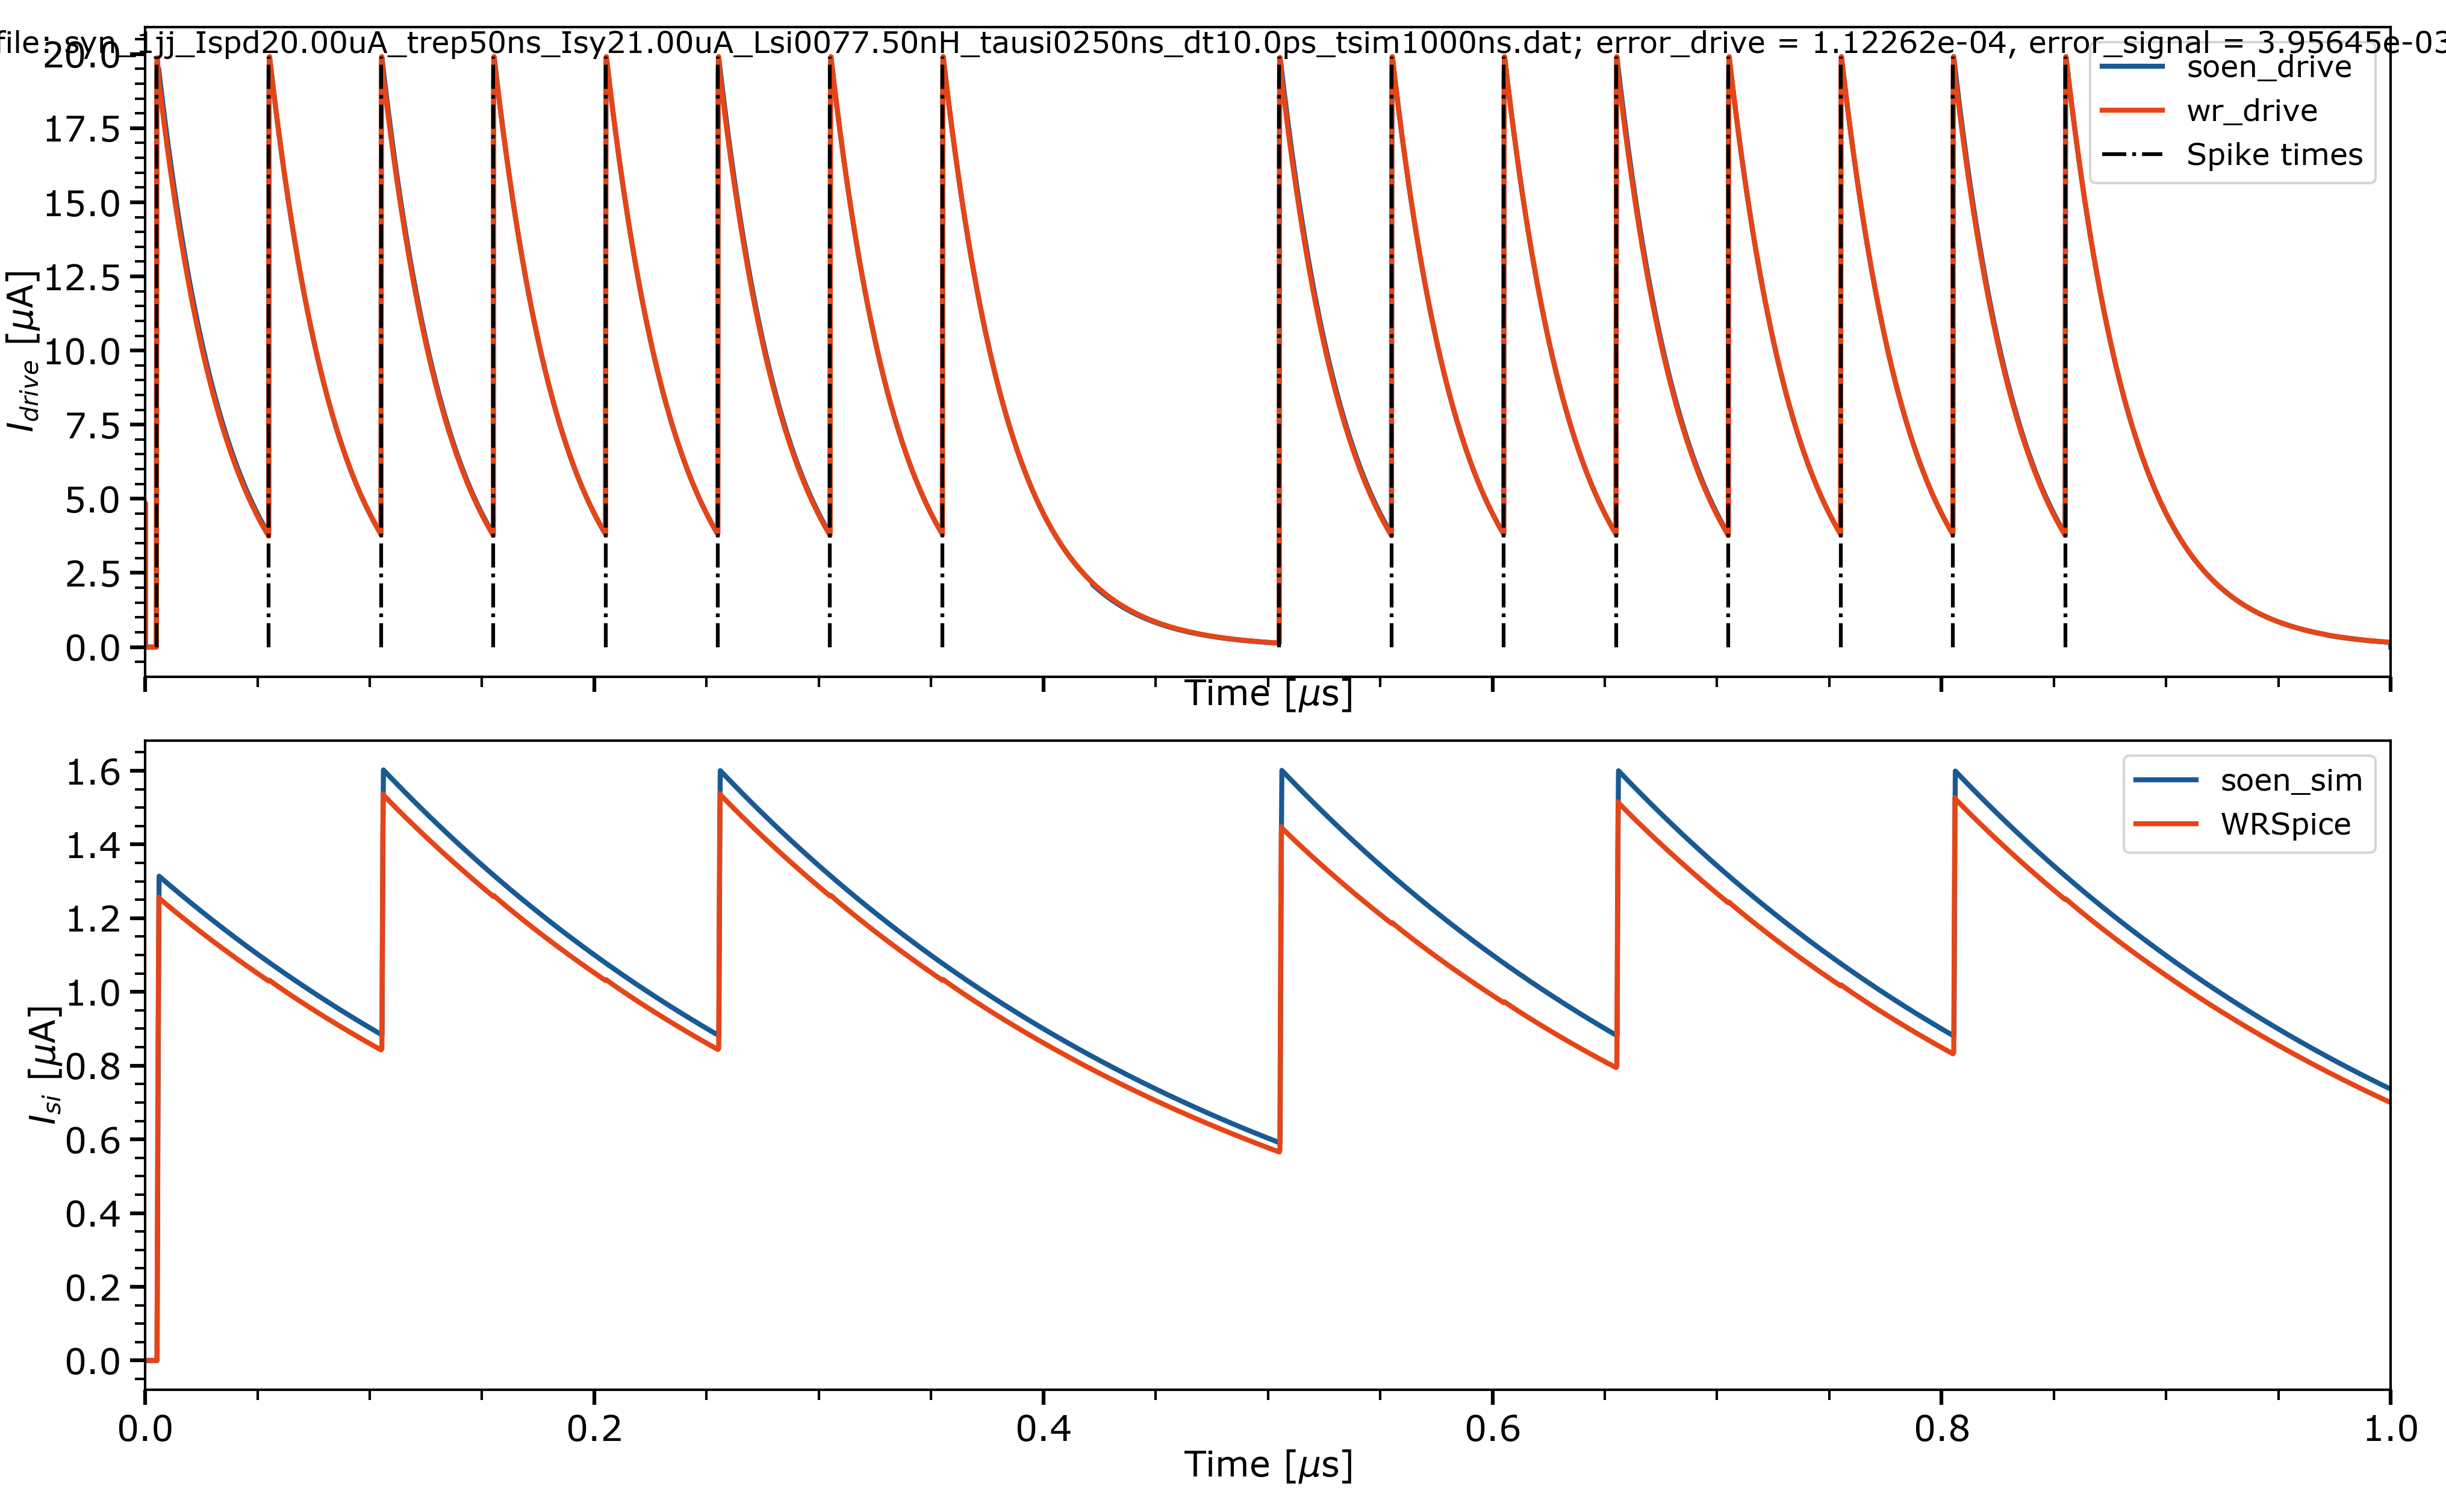 file: syn_1jj_Ispd20.00uA_trep50ns_Isy21.00uA_Lsi0077.50nH_tausi0250ns_dt10.0ps_tsim1000ns.dat; error_drive = 1.12262e-04, error_signal = 3.95645e-03
20.0
17.5
15.0
12.5
10.0
7.5
5.0
2.5
0.0
I_drive [μA]
soen_drive
wr_drive
Spike times
Time [μs]
1.6
1.4
1.2
1.0
0.8
0.6
0.4
0.2
0.0
I_si [μA]
soen_sim
WRSpice
0.0 0.2 0.4 0.6 0.8 1.0
Time [μs]